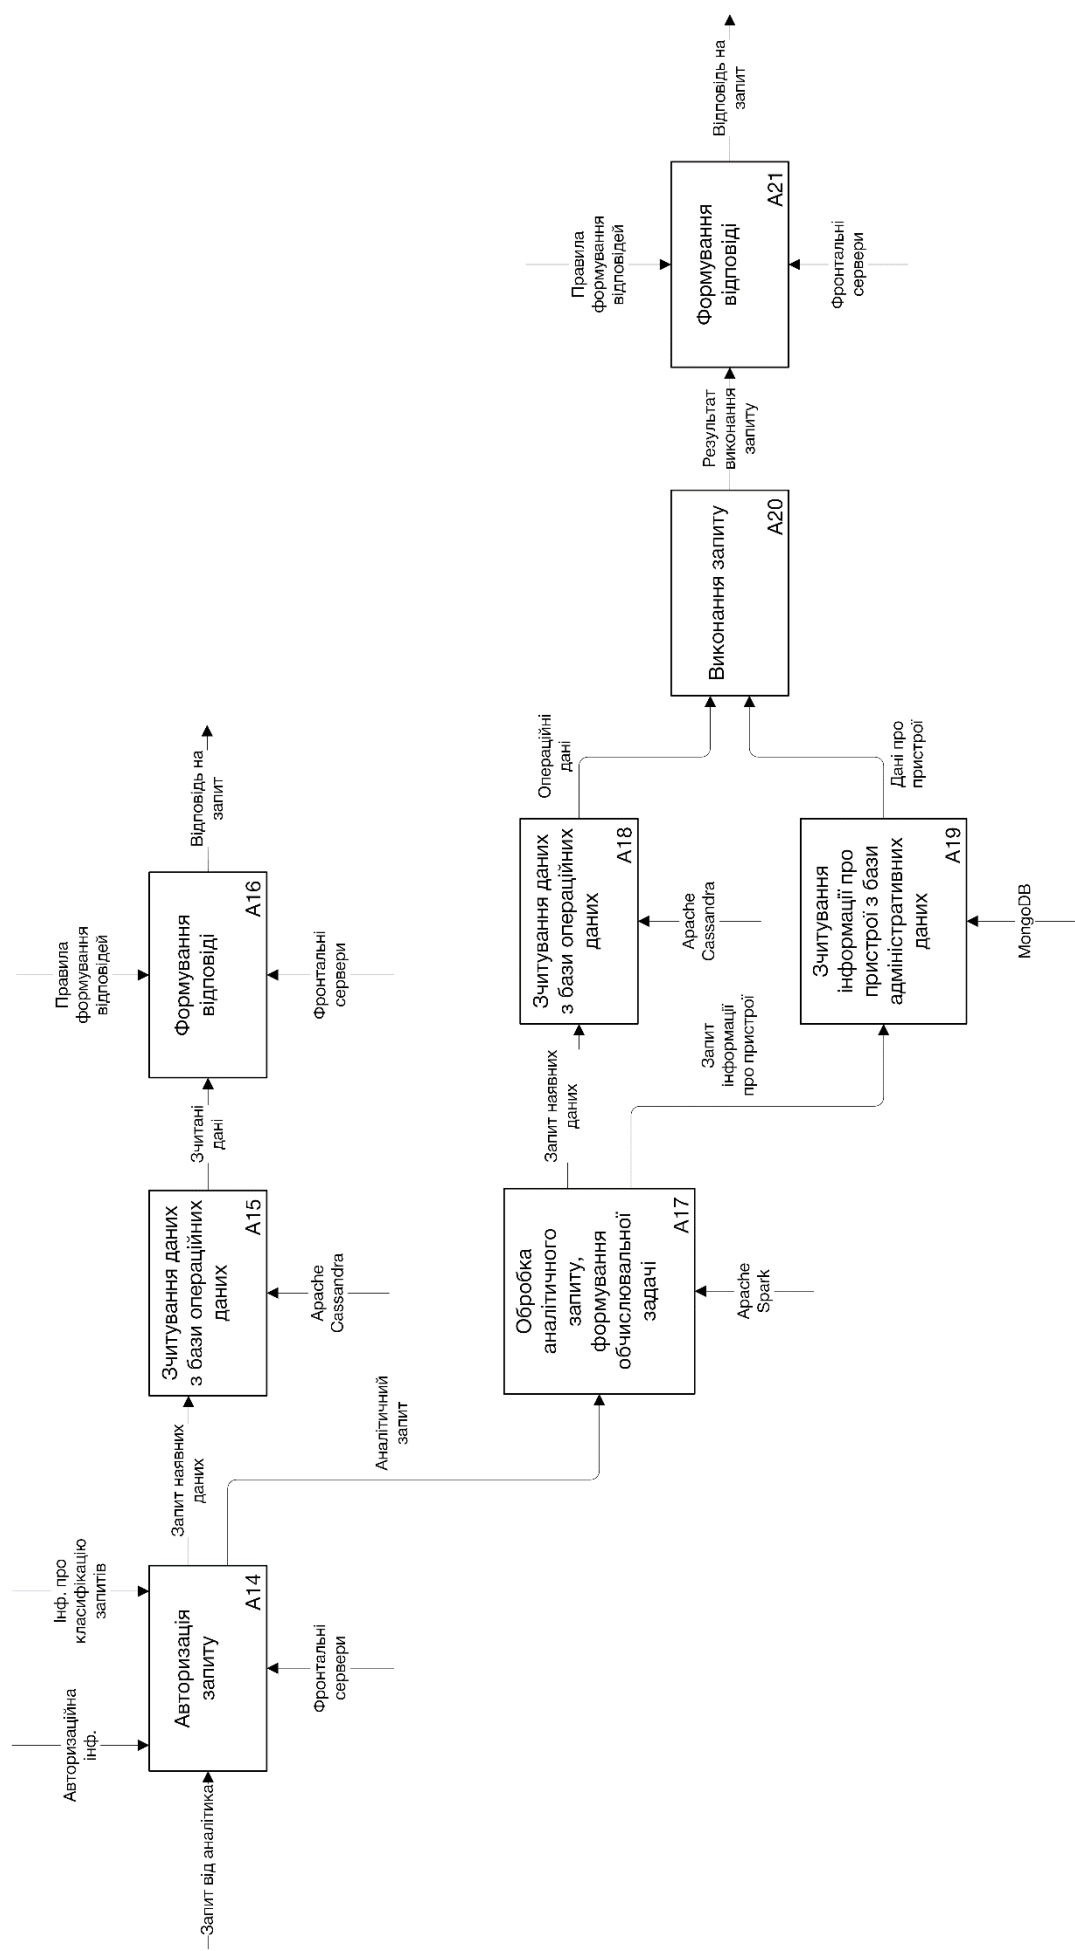 Запит від аналітика
Авторизаційна
інф.
Інф. про
класифікацію
запитів
Авторизація
запиту
A14
Фронтальні
сервери
Запит наявних
даних
Аналітичний
запит
Зчитування даних
з бази операційних
даних
A15
Apache
Cassandra
Зчитані
дані
Правила
формування
відповідей
Формування
відповіді
A16
Фронтальні
сервери
Відповідь на
запит
Обробка
аналітичного
запиту,
формування
обчислювальної
задачі
A17
Apache
Spark
Запит наявних
даних
Запит
інформації
про пристрої
Зчитування даних
з бази операційних
даних
A18
Apache
Cassandra
Операційні
дані
Зчитування
інформації про
пристрої з бази
адміністративних
даних
A19
MongoDB
Дані про
пристрої
Виконання запиту
A20
Результат
виконання
запиту
Правила
формування
відповідей
Формування
відповіді
A21
Фронтальні
сервери
Відповідь на
запит